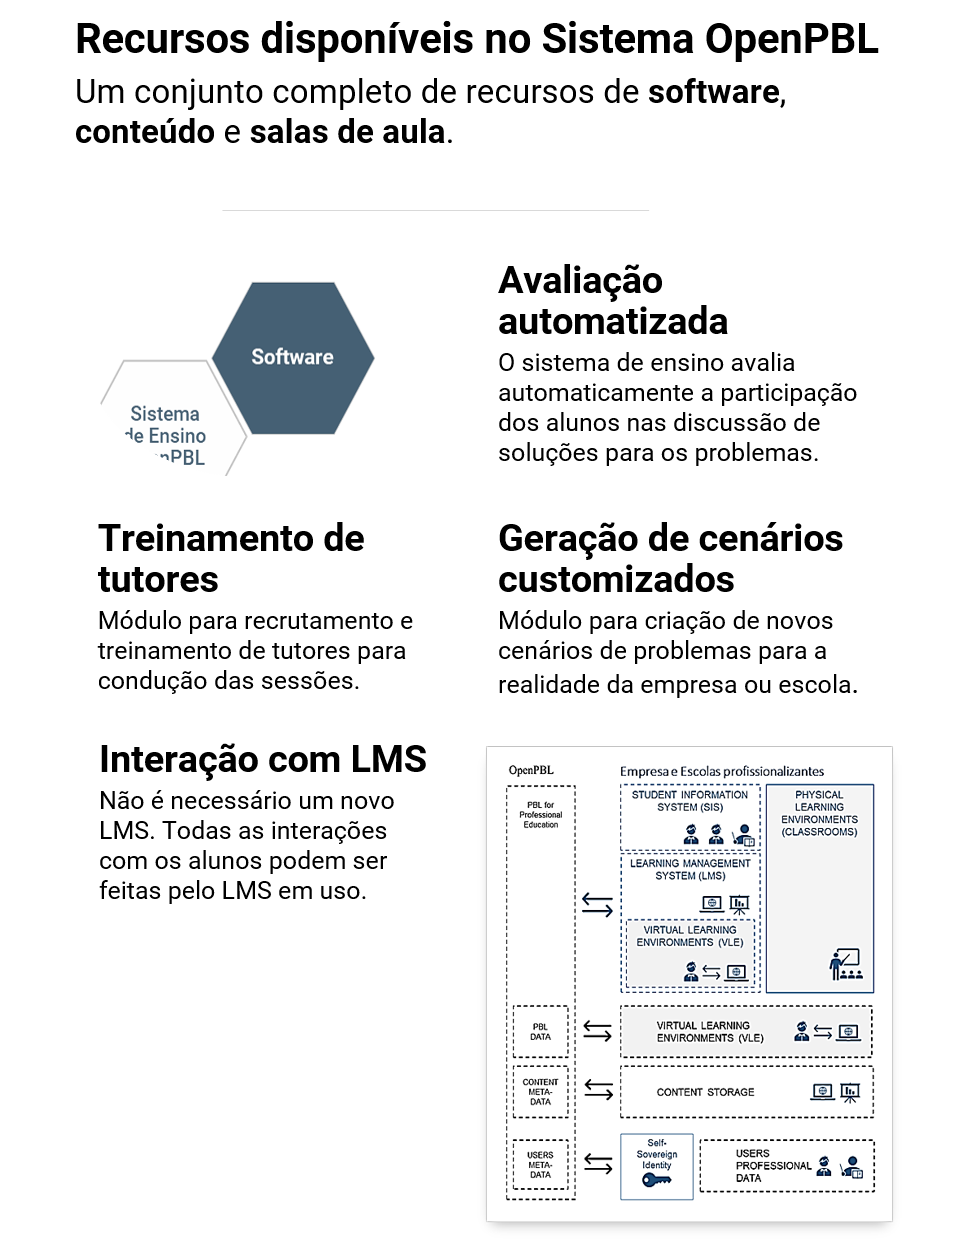 Recursos disponíveis no Sistema OpenPBL
Um conjunto completo de recursos de software,
conteúdo e salas de aula.
Software
Sistema
de Ensino
nPBL
Avaliação
automatizada
O sistema de ensino avalia
automaticamente a participação
dos alunos nas discussão de
soluções para os problemas.
Treinamento de
tutores
Módulo para recrutamento e
treinamento de tutores para
condução das sessões.
Geração de cenários
customizados
Módulo para criação de novos
cenários de problemas para a
realidade da empresa ou escola.
Interação com LMS
Não é necessário um novo
LMS. Todas as interações
com os alunos podem ser
feitas pelo LMS em uso.
OpenPBL
Empresa e Escolas profissionalizantes
PBL for
Professional
Education
STUDENT INFORMATION
SYSTEM (SIS)
PHYSICAL
LEARNING
ENVIRONMENTS
(CLASSROOMS)
LEARNING MANAGEMENT
SYSTEM (LMS)
VIRTUAL LEARNING
ENVIRONMENTS (VLE)
PBL
DATA
VIRTUAL LEARNING
ENVIRONMENTS (VLE)
CONTENT
META-
DATA
CONTENT STORAGE
USERS
META-
DATA
Self-
Sovereign
Identity
USERS
PROFESSIONAL
DATA